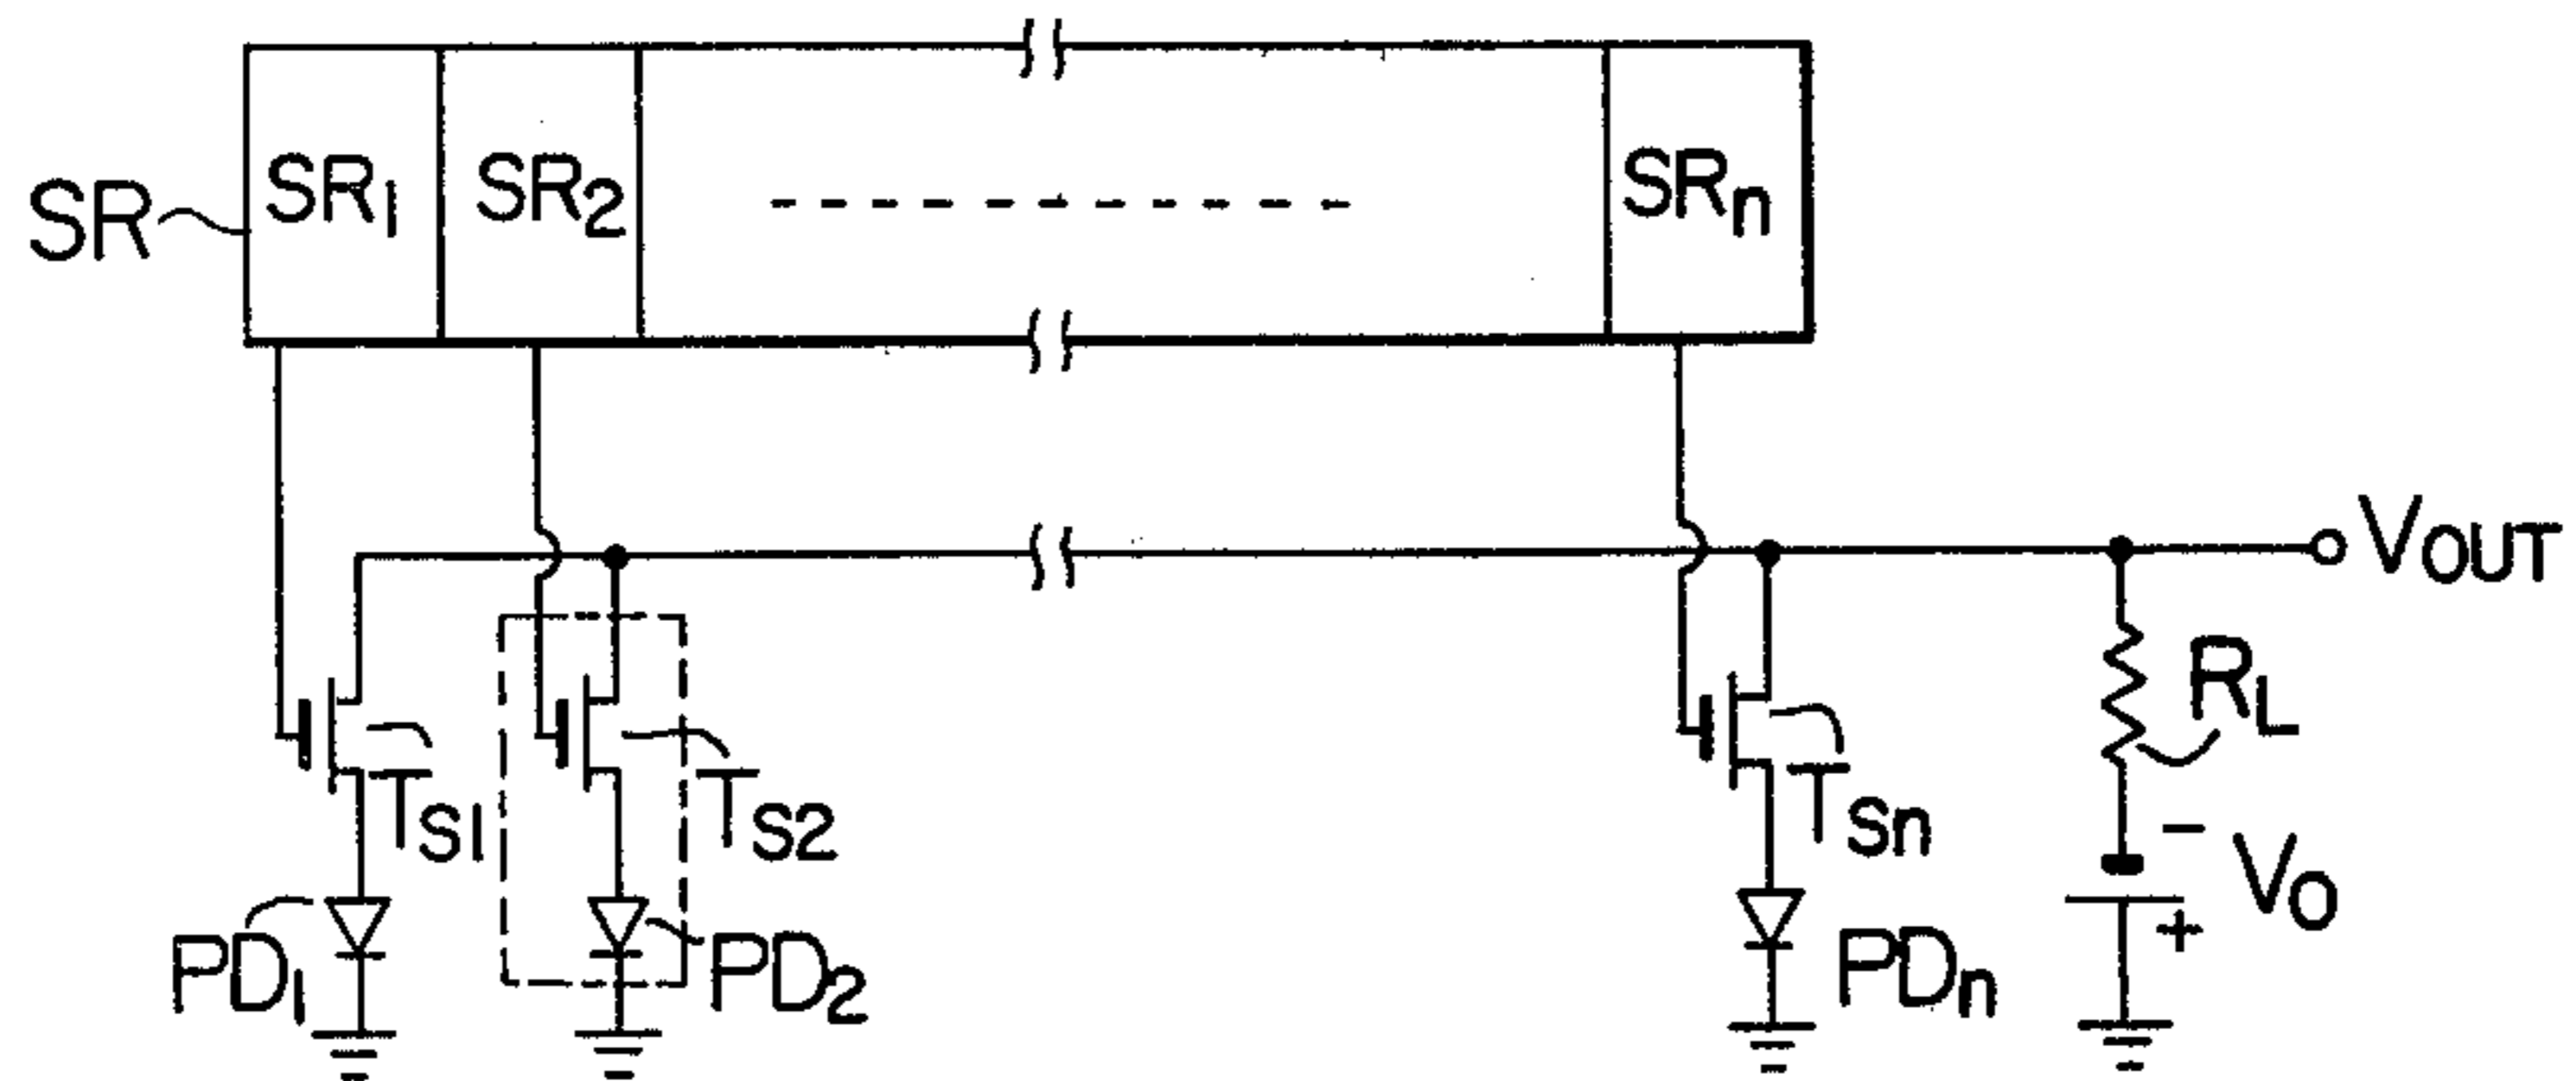 SR
SR1
SR2
SRn
VOUT
RL
TS1
TS2
TSn
−
VO
+
PD1
PD2
PDn